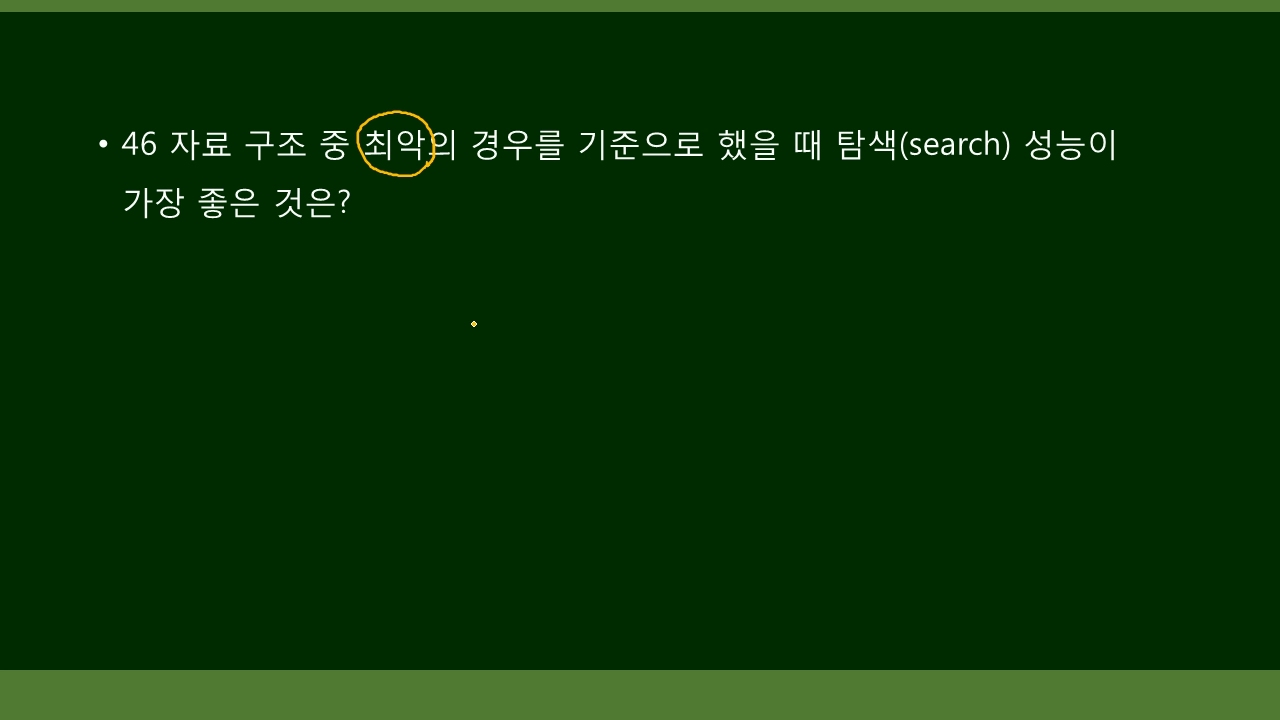 • 46 자료 구조 중 최악의 경우를 기준으로 했을 때 탐색(search) 성능이
가장 좋은 것은?